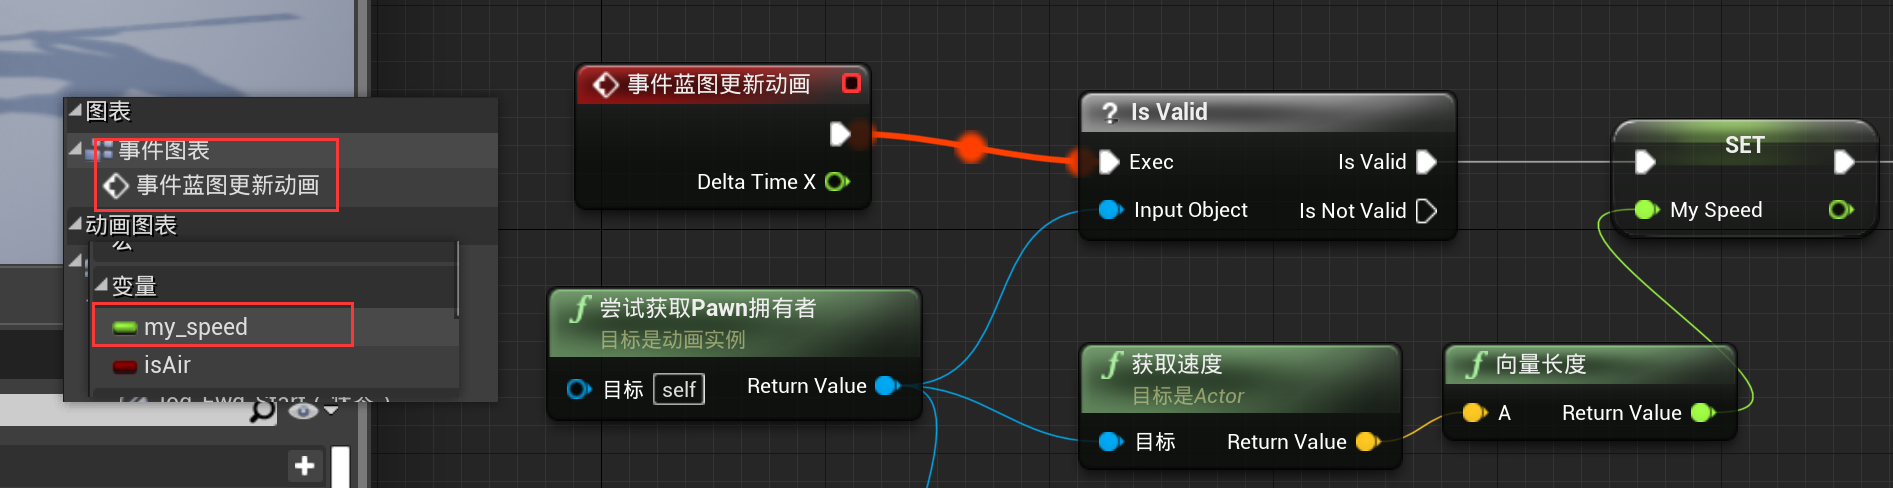 图表
事件图表
事件蓝图更新动画
动画图表
变量
my_speed
isAir
事件蓝图更新动画
Delta Time X
尝试获取Pawn拥有者
目标是动画实例
目标 self Return Value
? Is Valid
Exec Is Valid
Input Object Is Not Valid
获取速度
目标是Actor
目标 Return Value
向量长度
A Return Value
SET
My Speed